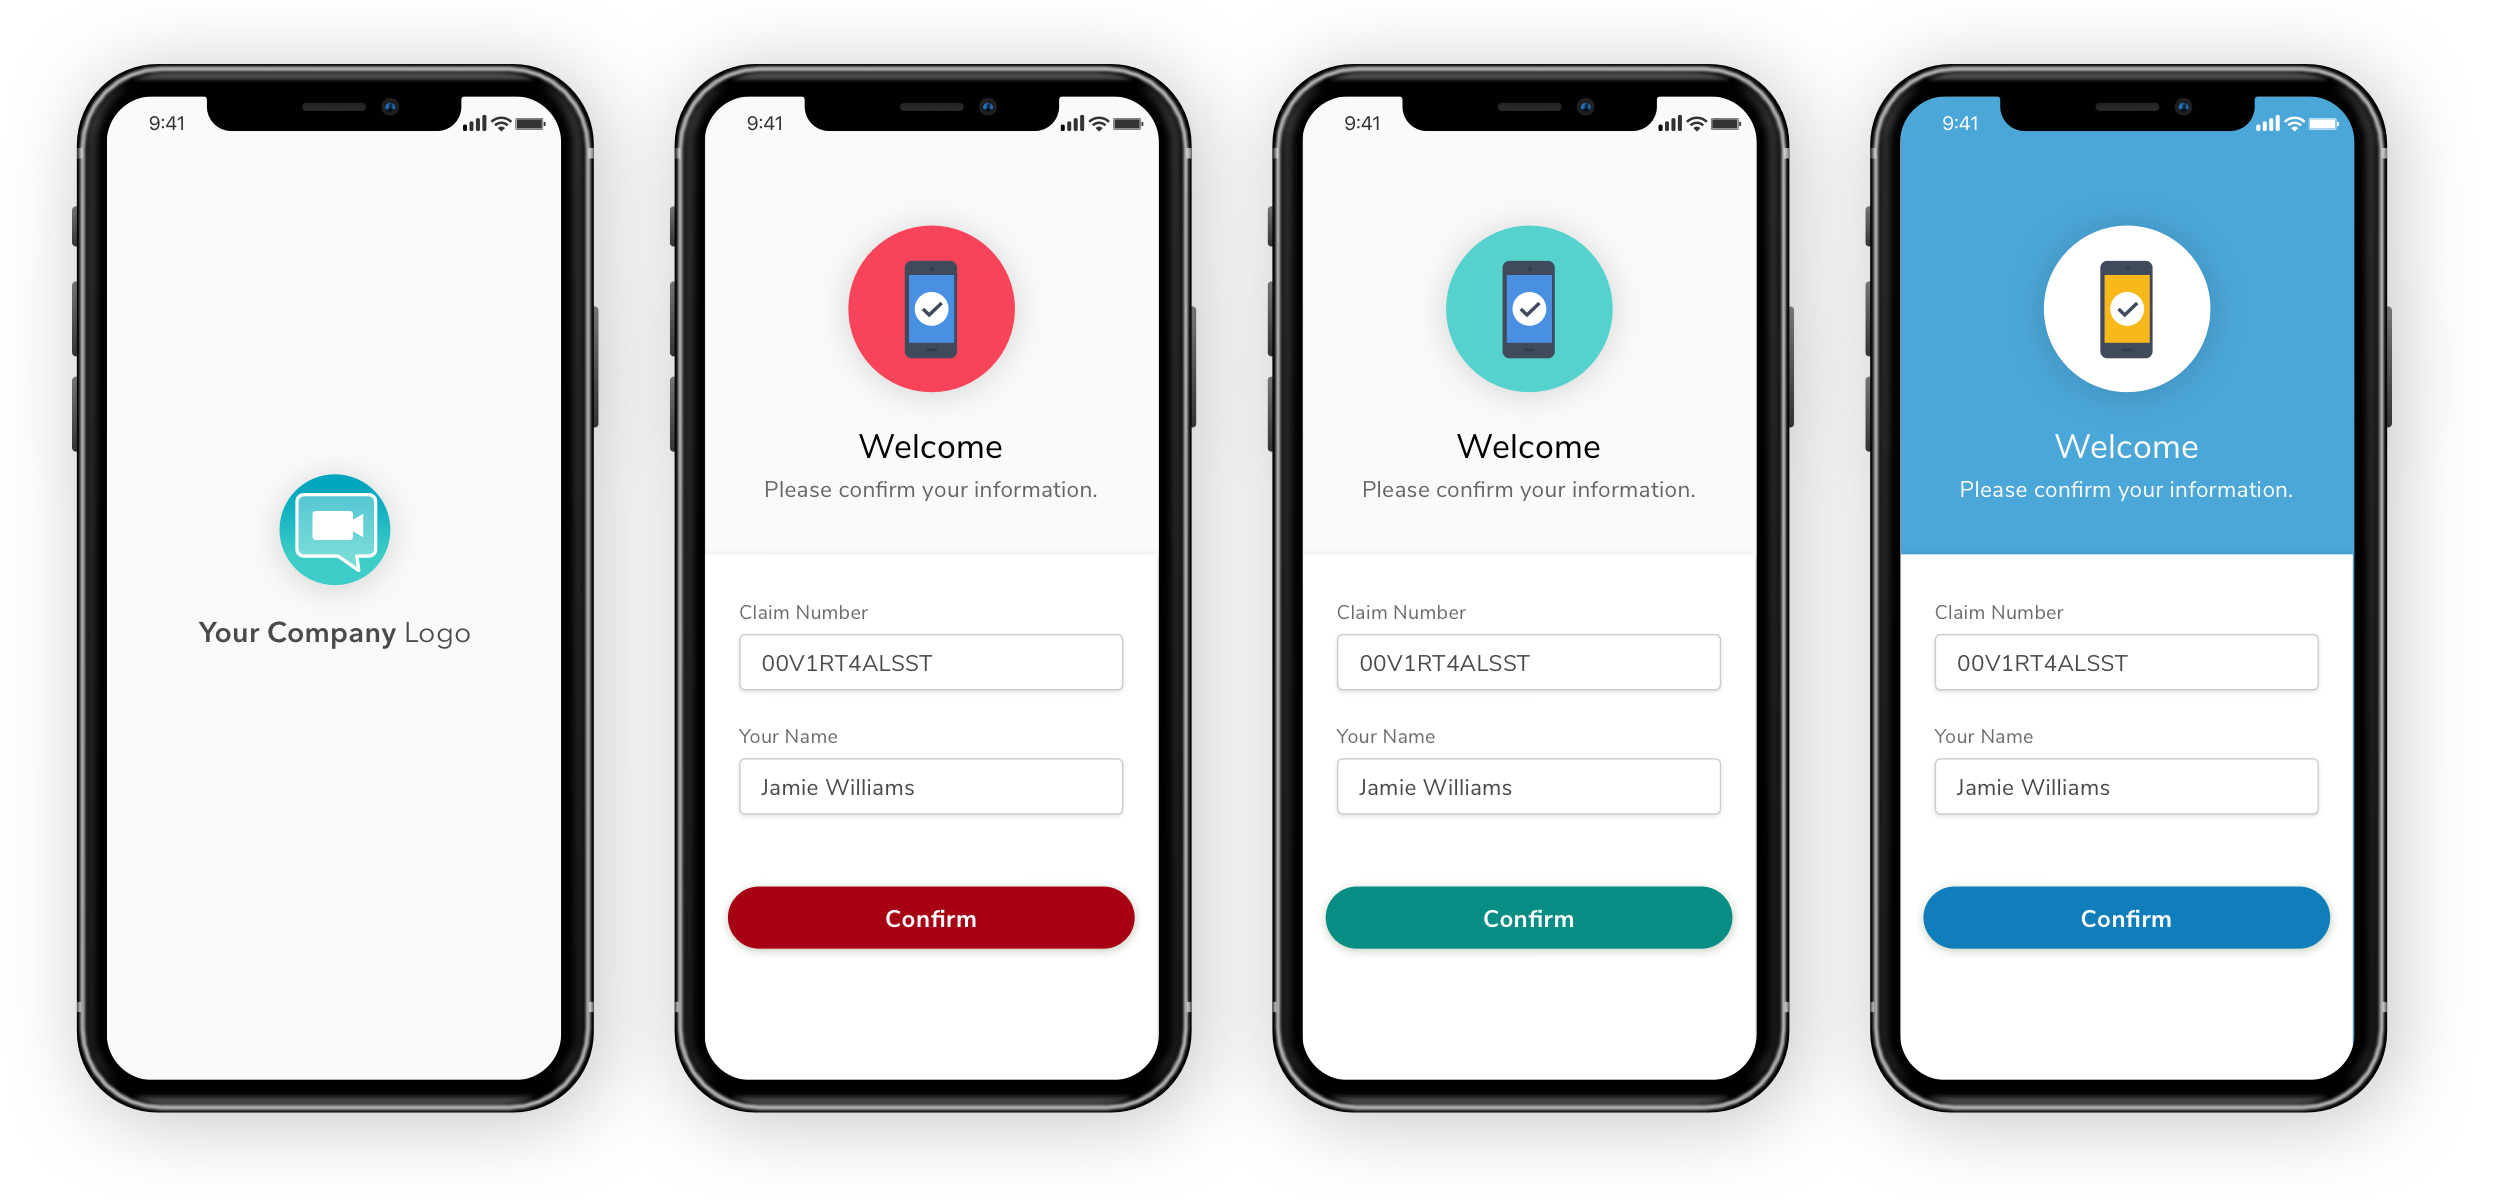 9:41
Your Company Logo
9:41
Welcome
Please confirm your information.
Claim Number
00V1RT4ALSST
Your Name
Jamie Williams
Confirm
9:41
Welcome
Please confirm your information.
Claim Number
00V1RT4ALSST
Your Name
Jamie Williams
Confirm
9:41
Welcome
Please confirm your information.
Claim Number
00V1RT4ALSST
Your Name
Jamie Williams
Confirm